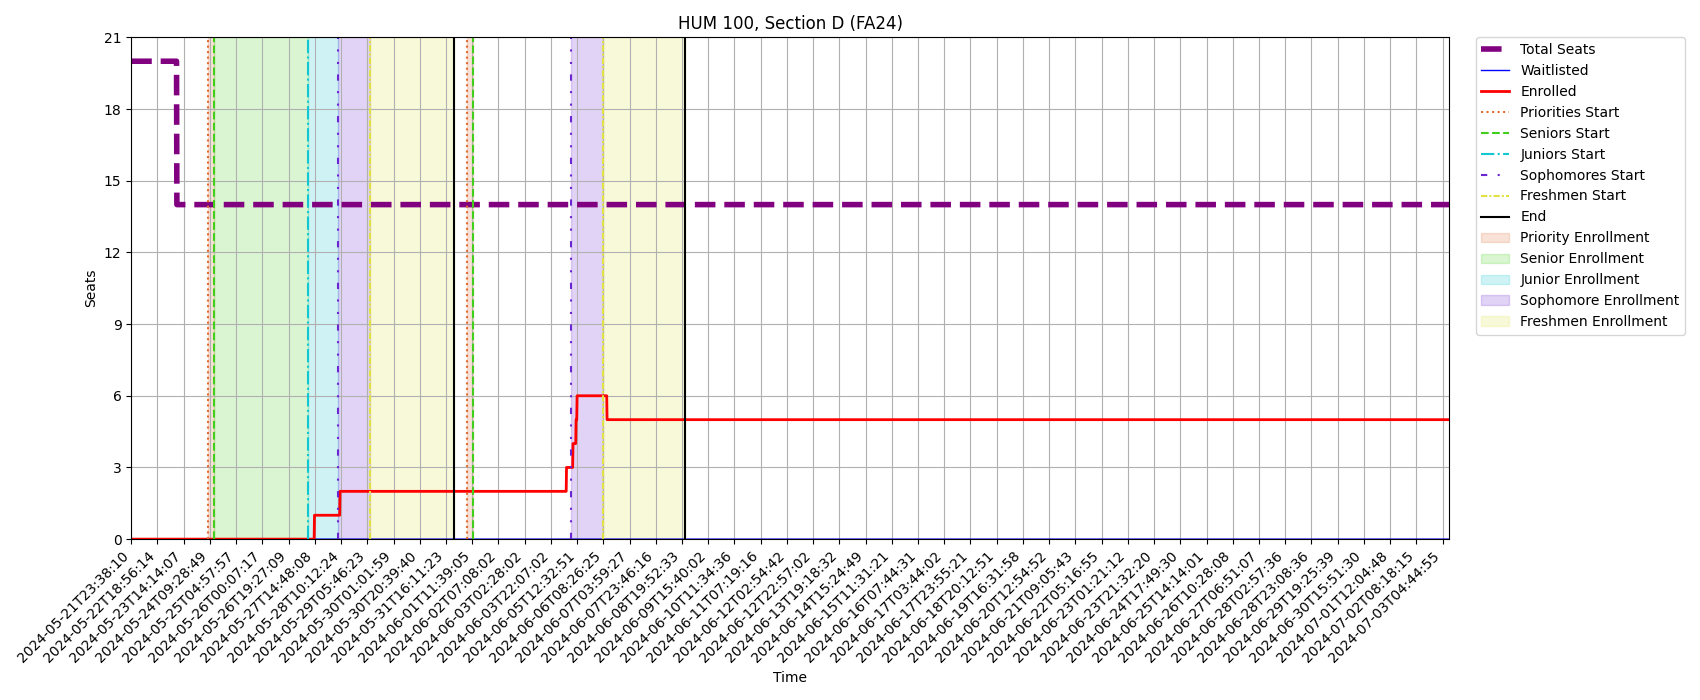 HUM 100, Section D (FA24)
21
18
15
12
9
6
3
0
Seats
2024-05-21T23:38:10
2024-05-22T18:56:14
2024-05-23T14:14:07
2024-05-24T09:28:49
2024-05-25T04:57:57
2024-05-26T00:07:17
2024-05-26T19:27:09
2024-05-27T14:48:08
2024-05-28T10:12:24
2024-05-29T05:46:23
2024-05-30T01:01:59
2024-05-30T20:39:40
2024-05-31T16:11:23
2024-06-01T11:39:05
2024-06-02T07:08:02
2024-06-03T02:28:02
2024-06-03T22:07:02
2024-06-05T12:32:51
2024-06-06T08:26:25
2024-06-07T03:59:27
2024-06-07T23:46:16
2024-06-08T19:52:33
2024-06-09T15:40:02
2024-06-10T11:34:36
2024-06-11T07:19:16
2024-06-12T02:54:42
2024-06-12T22:57:02
2024-06-13T19:18:32
2024-06-14T15:24:49
2024-06-15T11:31:21
2024-06-16T07:44:31
2024-06-17T03:44:02
2024-06-17T23:55:21
2024-06-18T20:12:51
2024-06-19T16:31:58
2024-06-20T12:54:52
2024-06-21T09:05:43
2024-06-22T05:16:55
2024-06-23T01:21:12
2024-06-23T21:32:20
2024-06-24T17:49:30
2024-06-25T14:14:01
2024-06-26T10:28:08
2024-06-27T06:51:07
2024-06-28T02:57:36
2024-06-28T23:08:36
2024-06-29T19:25:39
2024-06-30T15:51:30
2024-07-01T12:04:48
2024-07-02T08:18:15
2024-07-03T04:44:55
Time
Total Seats
Waitlisted
Enrolled
Priorities Start
Seniors Start
Juniors Start
Sophomores Start
Freshmen Start
End
Priority Enrollment
Senior Enrollment
Junior Enrollment
Sophomore Enrollment
Freshmen Enrollment